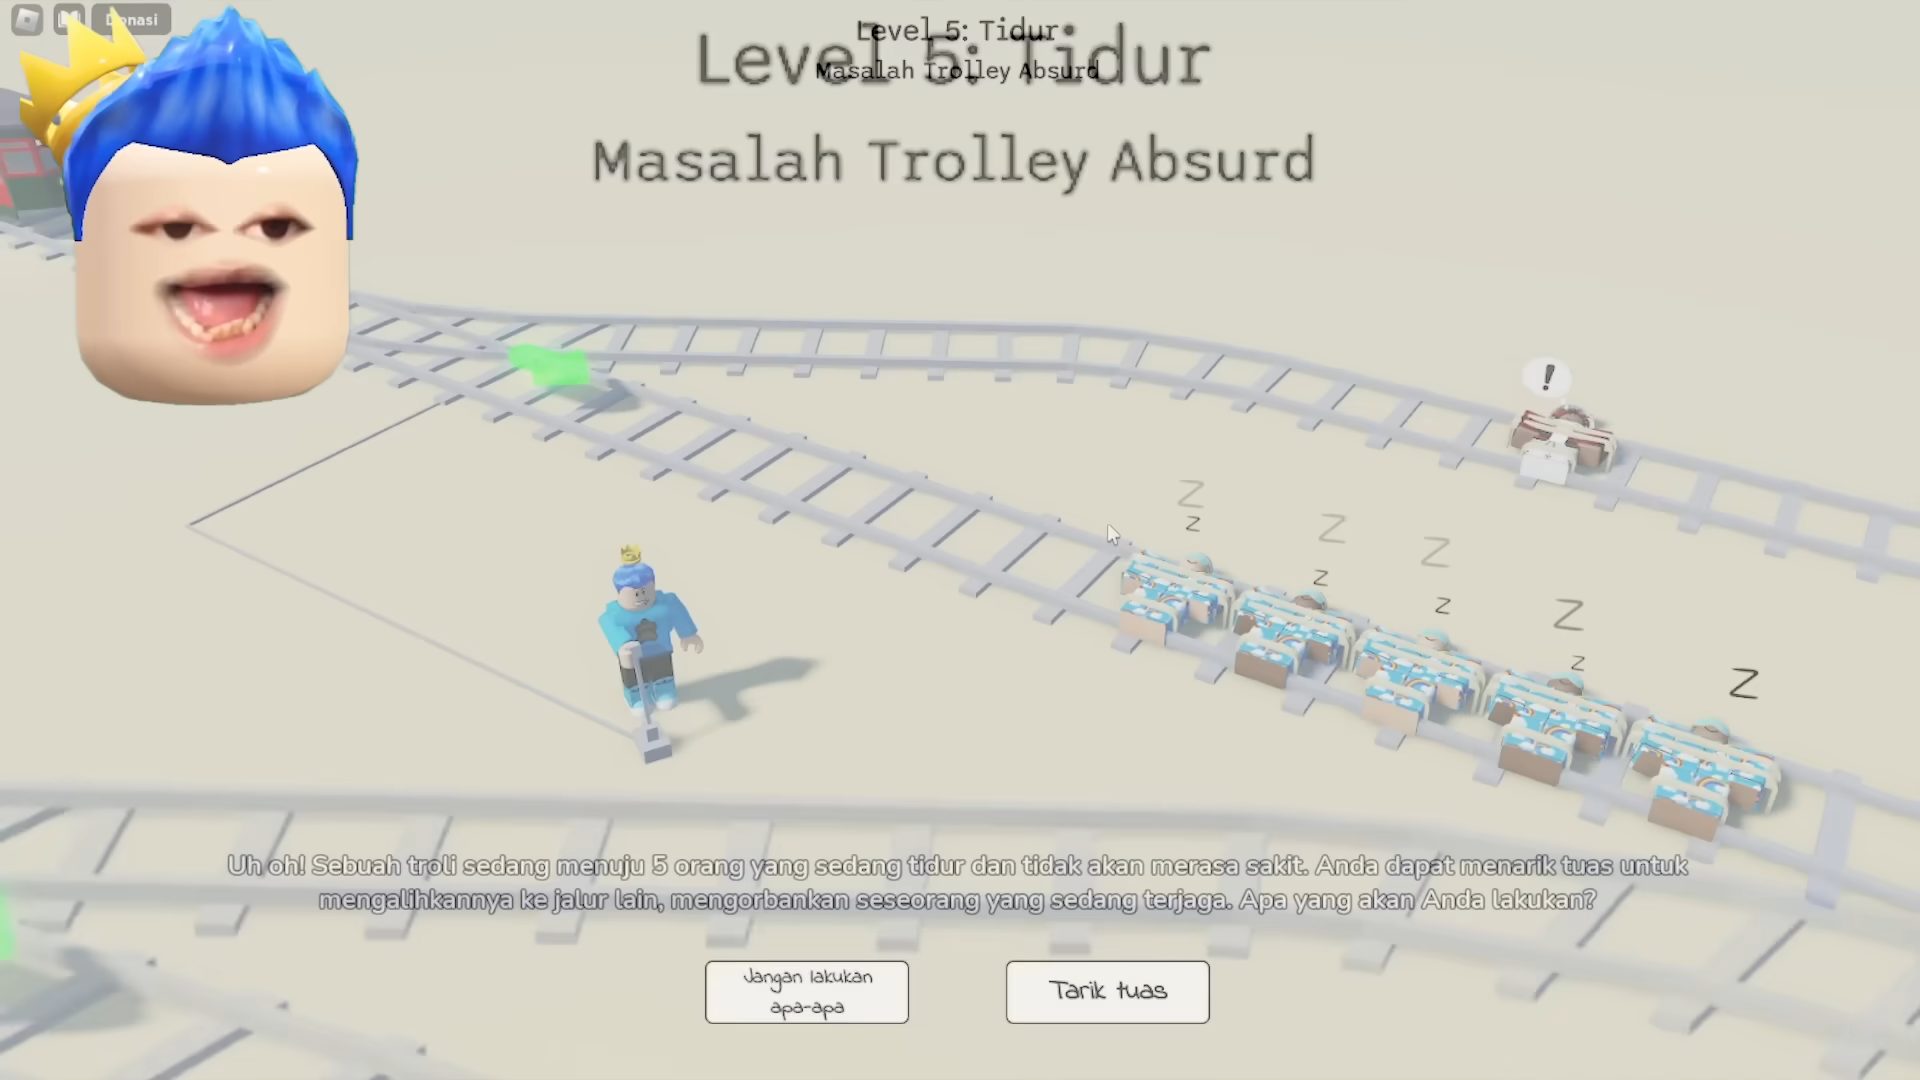 Donasi
Level 5: Tidur
Masalah Trolley Absurd
Level 5: Tidur
Masalah Trolley Absurd
!
Z
z
Z
z
Z
z
Z
z
Z
Uh oh! Sebuah troli sedang menuju 5 orang yang sedang tidur dan tidak akan merasa sakit. Anda dapat menarik tuas untuk
mengalihkannya ke jalur lain, mengorbankan seseorang yang sedang terjaga. Apa yang akan Anda lakukan?
Jangan lakukan
apa-apa
Tarik tuas